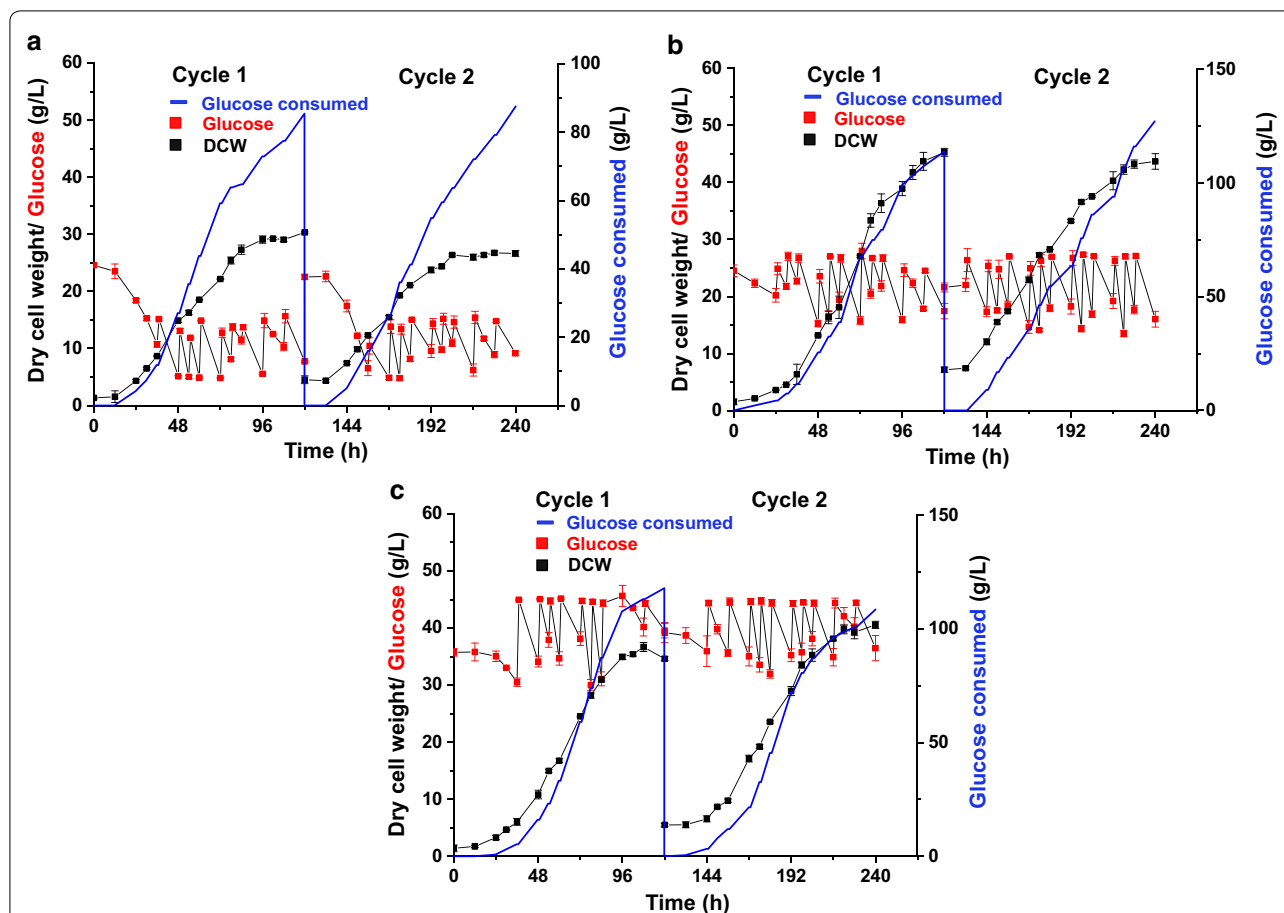 a
Cycle 1
Cycle 2
Glucose consumed
Glucose
DCW
Dry cell weight/ Glucose (g/L)
60
50
40
30
20
10
0
100
80
60
40
20
0
Glucose consumed (g/L)
0 48 96 144 192 240
Time (h)
b
Cycle 1
Cycle 2
Glucose consumed
Glucose
DCW
Dry cell weight/ Glucose (g/L)
60
50
40
30
20
10
0
150
100
50
0
Glucose consumed (g/L)
0 48 96 144 192 240
Time (h)
c
Cycle 1
Cycle 2
Glucose consumed
Glucose
DCW
Dry cell weight/ Glucose (g/L)
60
50
40
30
20
10
0
150
100
50
0
Glucose consumed (g/L)
0 48 96 144 192 240
Time (h)